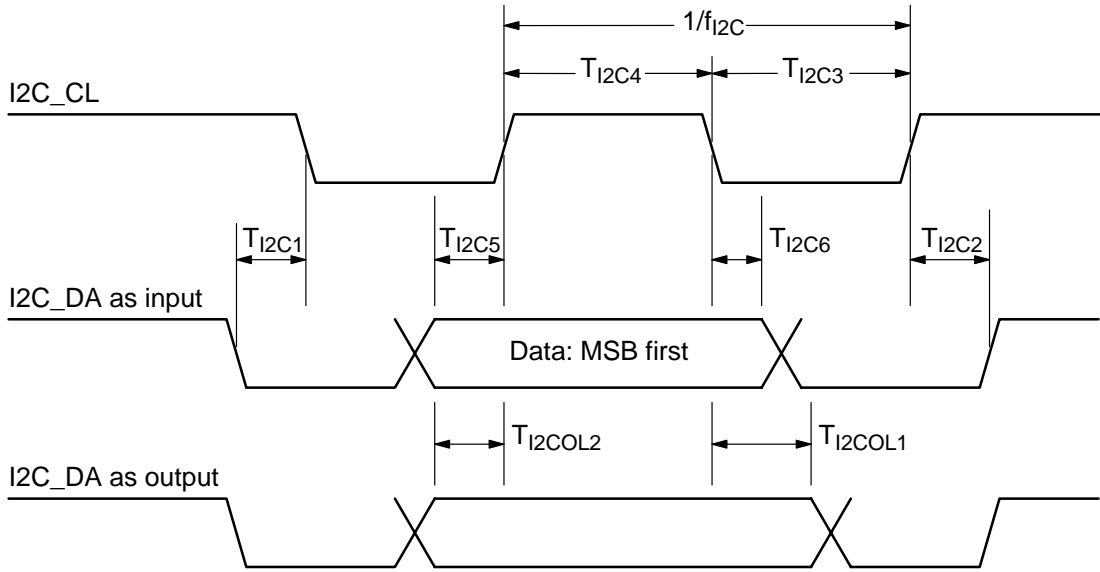 1/fI2C
TI2C4 TI2C3
I2C_CL
TI2C1 TI2C5 TI2C6 TI2C2
I2C_DA as input
Data: MSB first
TI2COL2 TI2COL1
I2C_DA as output